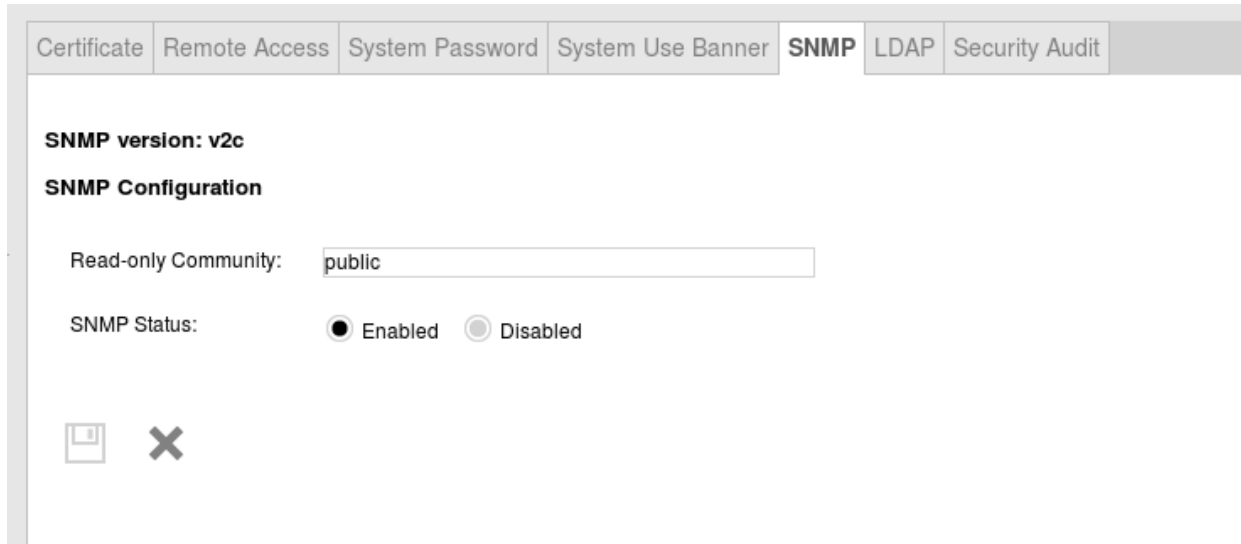 Certificate Remote Access System Password System Use Banner SNMP LDAP Security Audit
SNMP version: v2c
SNMP Configuration
Read-only Community: public
SNMP Status: Enabled Disabled